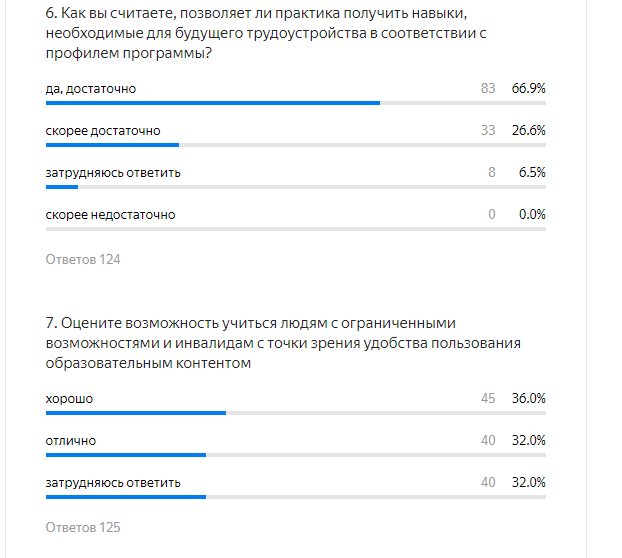 6. Как вы считаете, позволяет ли практика получить навыки,
необходимые для будущего трудоустройства в соответствии с
профилем программы?
да, достаточно 83 66.9%
скорее достаточно 33 26.6%
затрудняюсь ответить 8 6.5%
скорее недостаточно 0 0.0%
Ответов 124
7. Оцените возможность учиться людям с ограниченными
возможностями и инвалидам с точки зрения удобства пользования
образовательным контентом
хорошо 45 36.0%
отлично 40 32.0%
затрудняюсь ответить 40 32.0%
Ответов 125